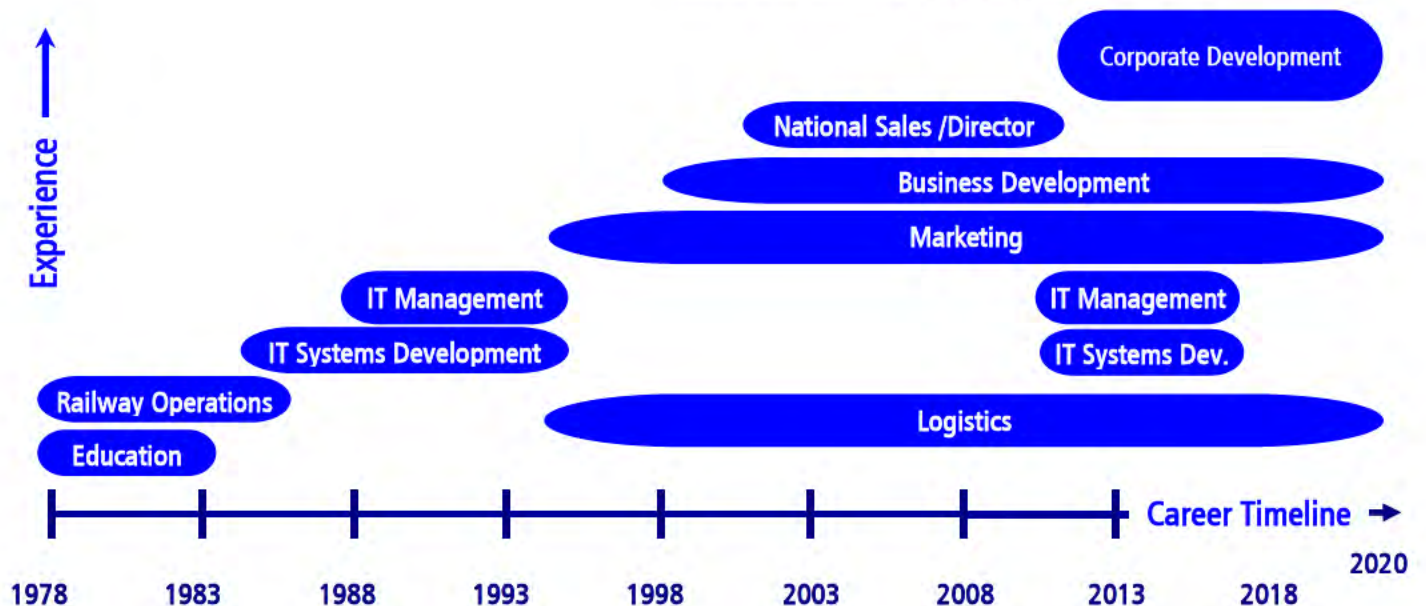 Corporate Development
National Sales /Director
Business Development
Marketing
IT Management
IT Management
IT Systems Development
IT Systems Dev.
Railway Operations
Logistics
Education
Experience
Career Timeline
2020
1978 1983 1988 1993 1998 2003 2008 2013 2018